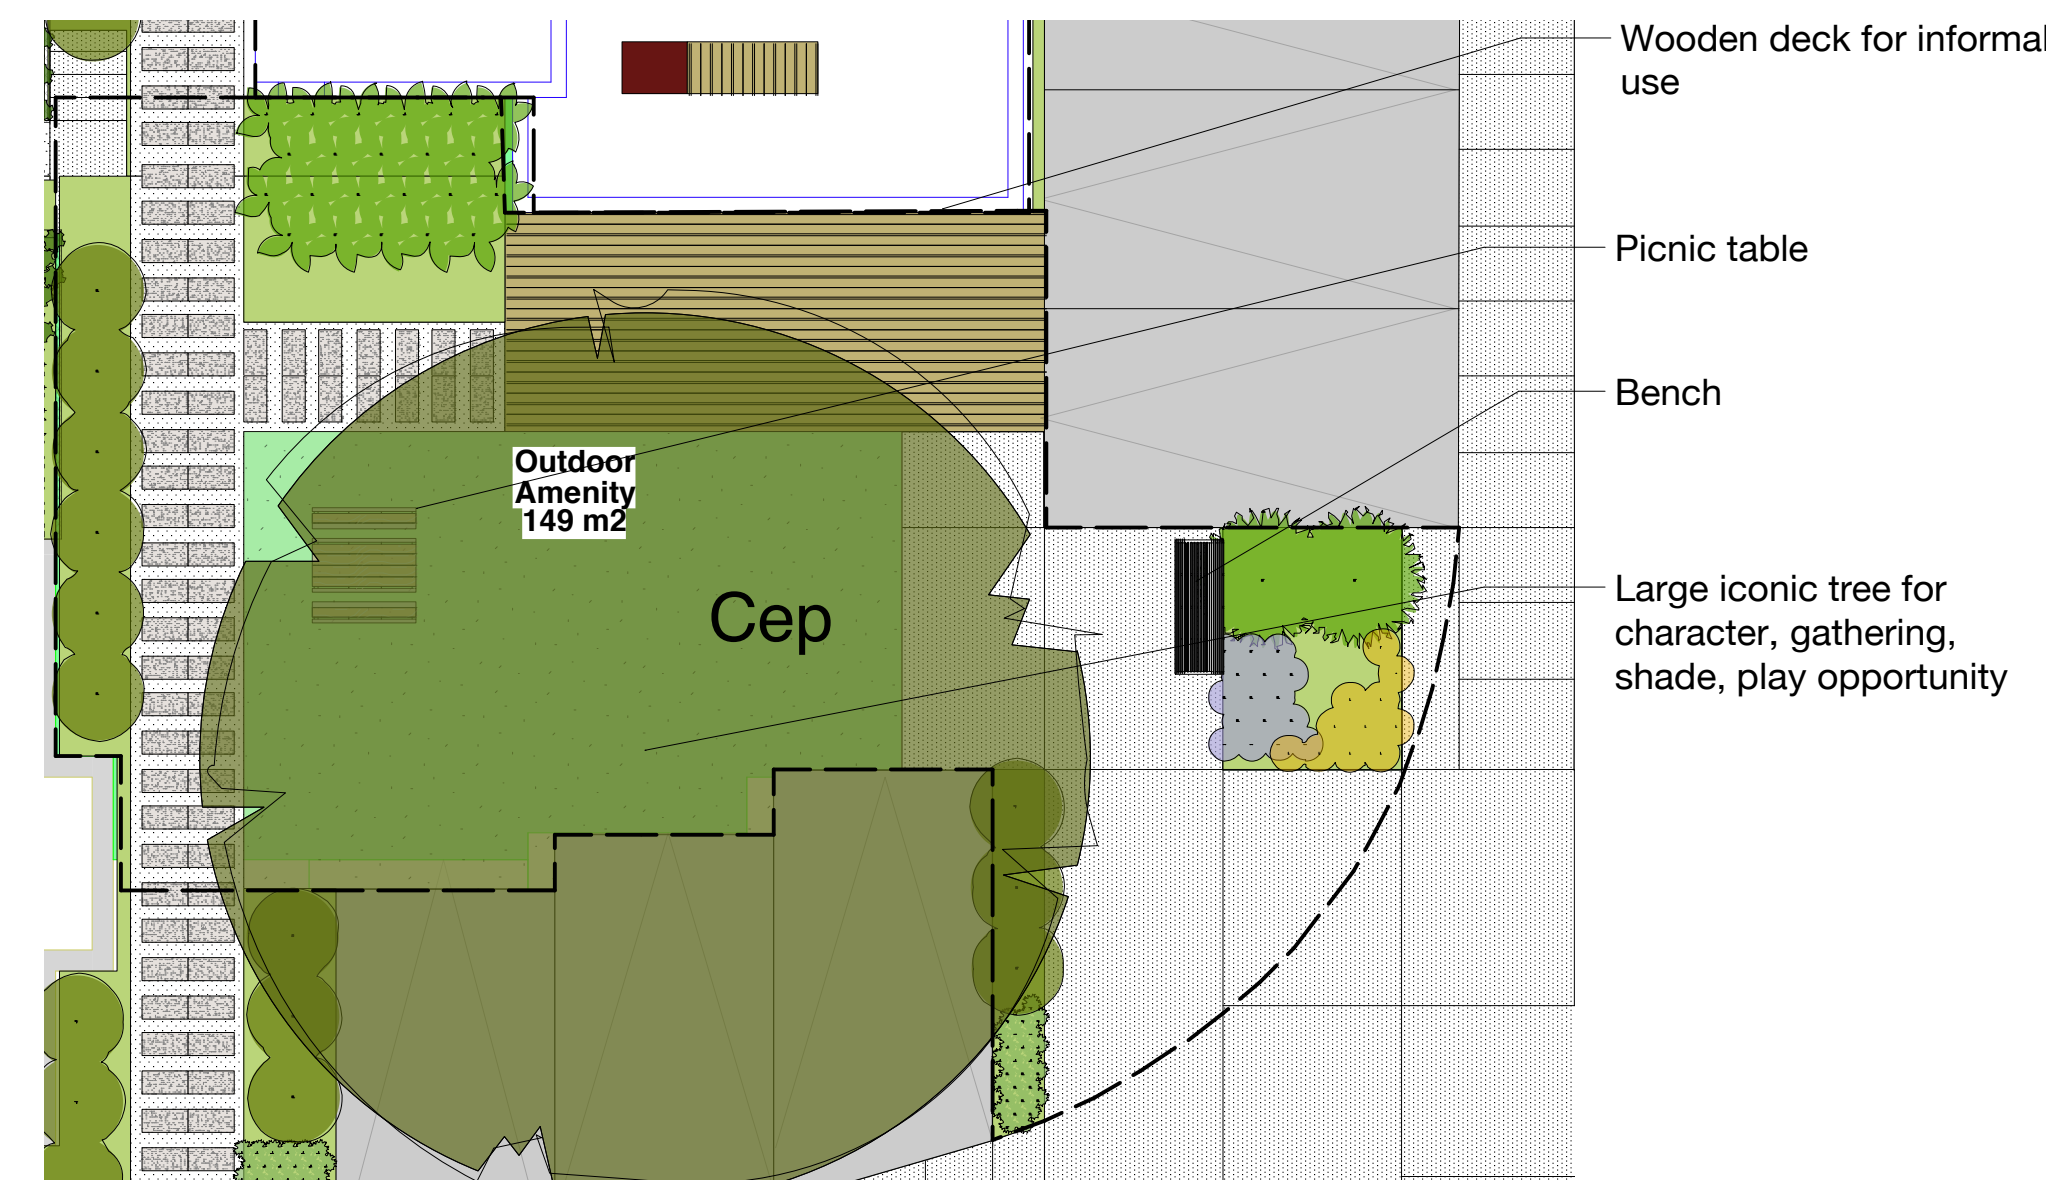 Wooden deck for informal
use
Picnic table
Bench
Outdoor
Amenity
149 m2
Cep
Large iconic tree for
character, gathering,
shade, play opportunity